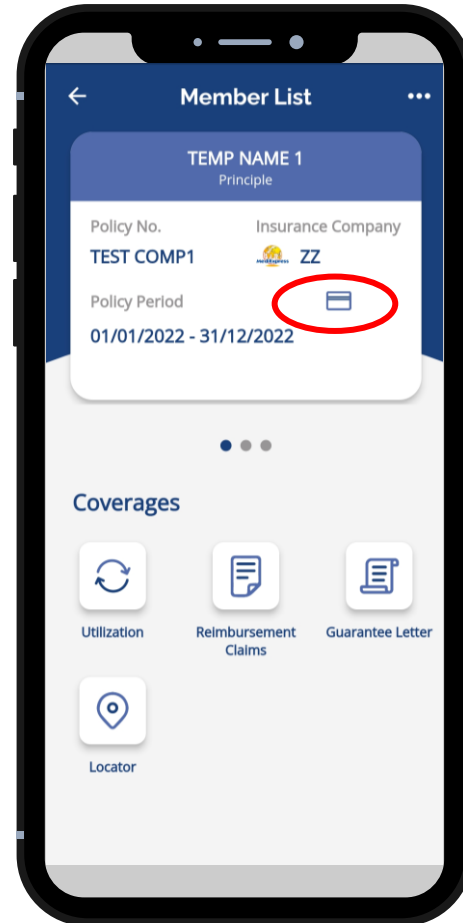 Member List
TEMP NAME 1
Principle
Policy No. Insurance Company
TEST COMP1 ZZ
Policy Period
01/01/2022 - 31/12/2022
Coverages
Utilization Reimbursement Claims Guarantee Letter
Locator